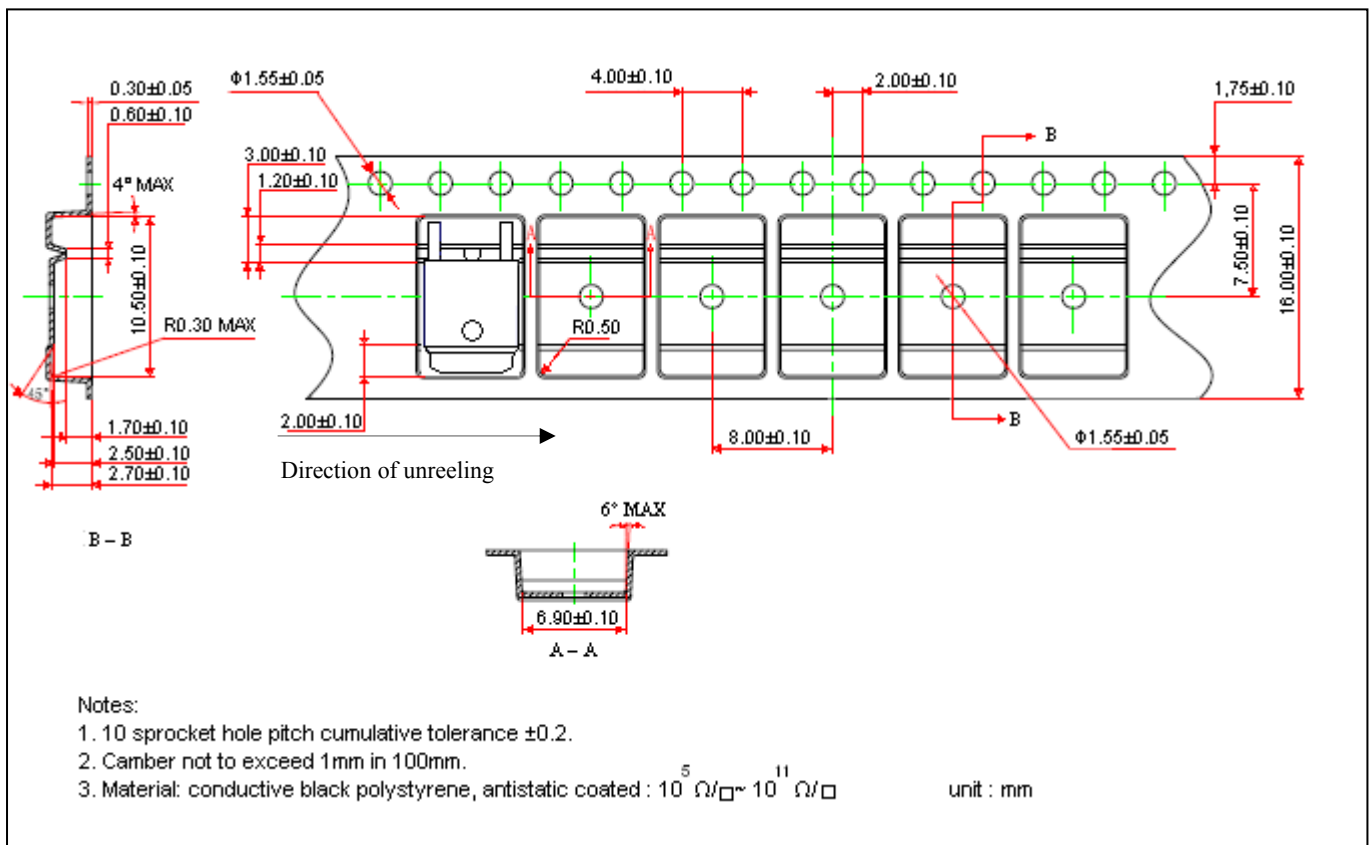 0.30±0.05
0.60±0.10
Φ1.55±0.05
4.00±0.10
2.00±0.10
1,75±0.10
B
3.00±0.10
1.20±0.10
4° MAX
A A
10.50±0.10
7.50±0.10
16.00±0.10
R0.30 MAX
R0.50
45°
2.00±0.10
1.70±0.10
2.50±0.10
2.70±0.10
8.00±0.10
B
Φ1.55±0.05
Direction of unreeling
B – B
6° MAX
6.90±0.10
A – A
Notes:
1. 10 sprocket hole pitch cumulative tolerance ±0.2.
2. Camber not to exceed 1mm in 100mm.
3. Material: conductive black polystyrene, antistatic coated : 10⁵ Ω/□~ 10¹¹ Ω/□ unit : mm